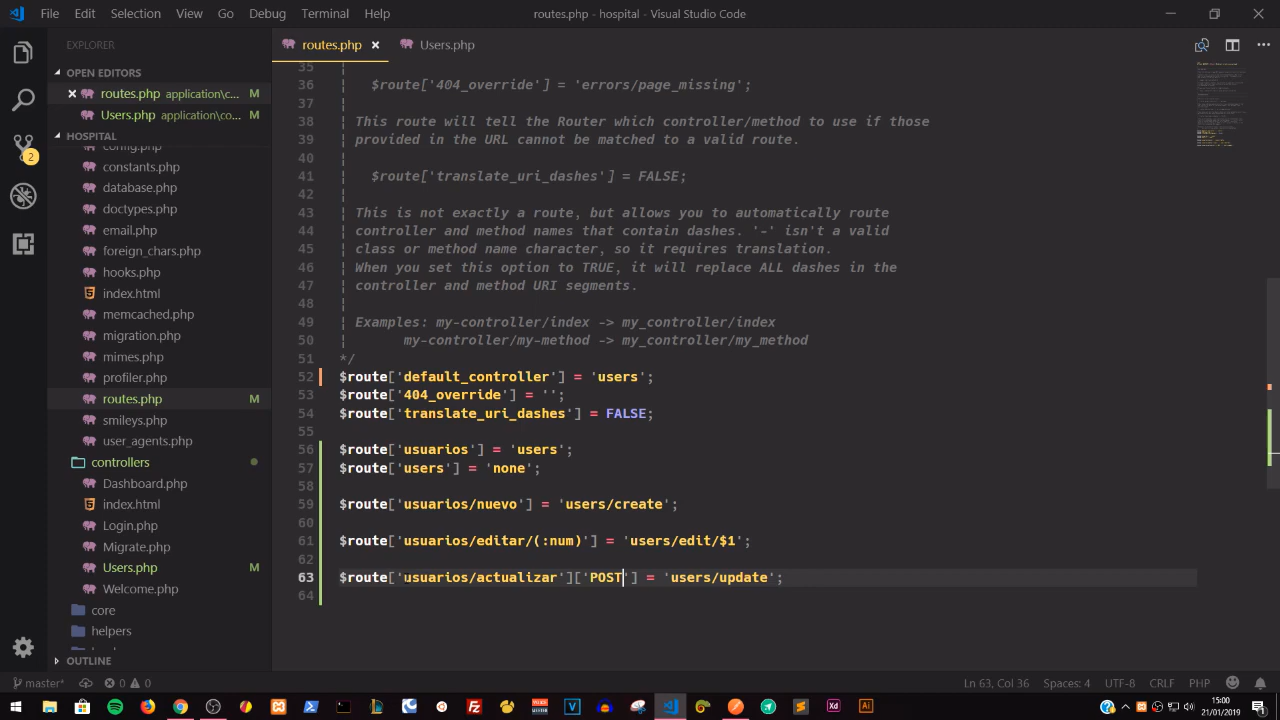 File Edit Selection View Go Debug Terminal Help
routes.php - hospital - Visual Studio Code
EXPLORER
OPEN EDITORS
routes.php application\c... M
Users.php application\co... M
HOSPITAL
config.php
constants.php
database.php
doctypes.php
email.php
foreign_chars.php
hooks.php
index.html
memcached.php
migration.php
mimes.php
profiler.php
routes.php M
smileys.php
user_agents.php
controllers
Dashboard.php
index.html
Login.php
Migrate.php
Users.php M
Welcome.php
core
helpers
OUTLINE
2
routes.php
Users.php
35 |
36 | $route['404_override'] = 'errors/page_missing';
37 |
38 | This route will tell the Router which controller/method to use if those
39 | provided in the URL cannot be matched to a valid route.
40 |
41 | $route['translate_uri_dashes'] = FALSE;
42 |
43 | This is not exactly a route, but allows you to automatically route
44 | controller and method names that contain dashes. '-' isn't a valid
45 | class or method name character, so it requires translation.
46 | When you set this option to TRUE, it will replace ALL dashes in the
47 | controller and method URI segments.
48 |
49 | Examples: my-controller/index -> my_controller/index
50 | my-controller/my-method -> my_controller/my_method
51 */
52 $route['default_controller'] = 'users';
53 $route['404_override'] = '';
54 $route['translate_uri_dashes'] = FALSE;
55
56 $route['usuarios'] = 'users';
57 $route['users'] = 'none';
58
59 $route['usuarios/nuevo'] = 'users/create';
60
61 $route['usuarios/editar/(:num)'] = 'users/edit/$1';
62
63 $route['usuarios/actualizar']['POST'] = 'users/update';
64
master* 0 0
Ln 63, Col 36 Spaces: 4 UTF-8 CRLF PHP
15:00
21/01/2019